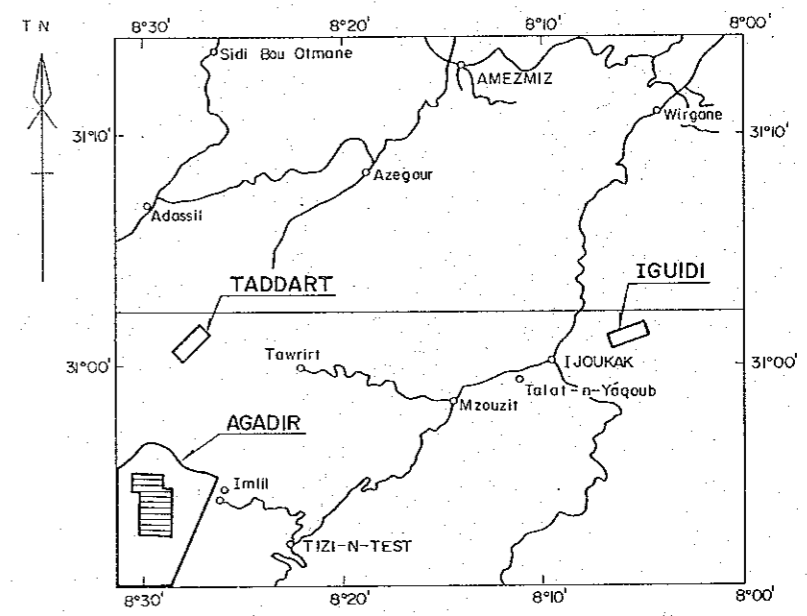 T N
8°30'
8°20'
8°10'
8°00'
Sidi Bou Otmane
AMEZMIZ
31°10'
Wirgane
31°10'
Azegour
Adassil
TADDART
IGUIDI
31°00'
Tawrirt
IJOUKAK
31°00'
Talat-n-Yáqoub
Mzouzit
AGADIR
Imlil
TIZI-N-TEST
8°30'
8°20'
8°10'
8°00'